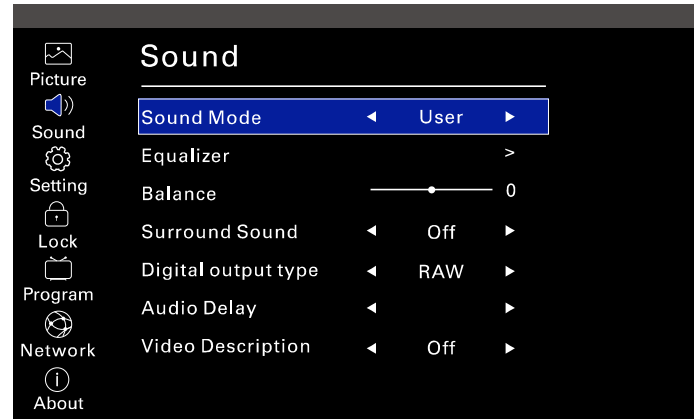 Picture
Sound
Setting
Lock
Program
Network
About
Sound
Sound Mode ◄ User ►
Equalizer >
Balance 0
Surround Sound ◄ Off ►
Digital output type ◄ RAW ►
Audio Delay ◄ ►
Video Description ◄ Off ►